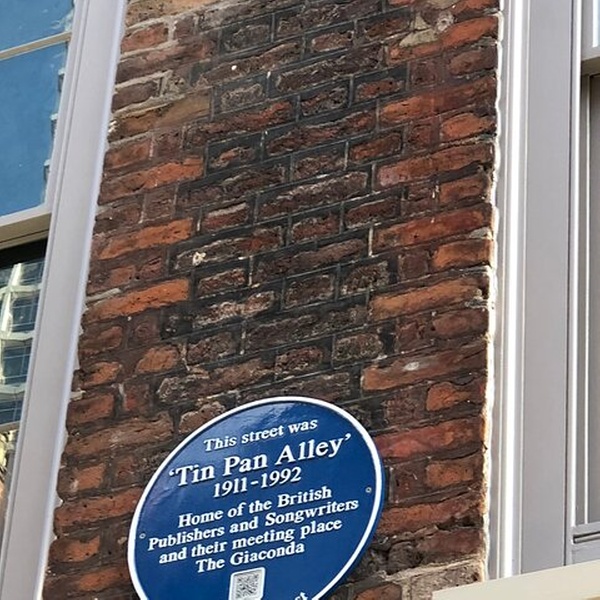 This street was
'Tin Pan Alley'
1911-1992
Home of the British
Publishers and Songwriters
and their meeting place
The Giaconda